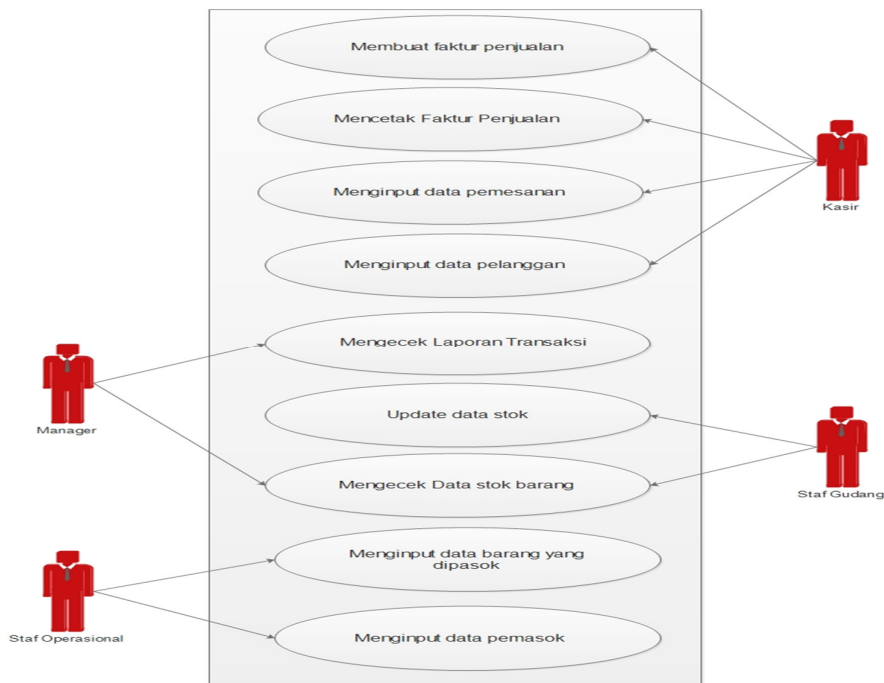 Membuat faktur penjualan
Mencetak Faktur Penjualan
Menginput data pemesanan
Kasir
Menginput data pelanggan
Mengecek Laporan Transaksi
Manager
Update data stok
Mengecek Data stok barang
Staf Gudang
Menginput data barang yang
dipasok
Staf Operasional
Menginput data pemasok